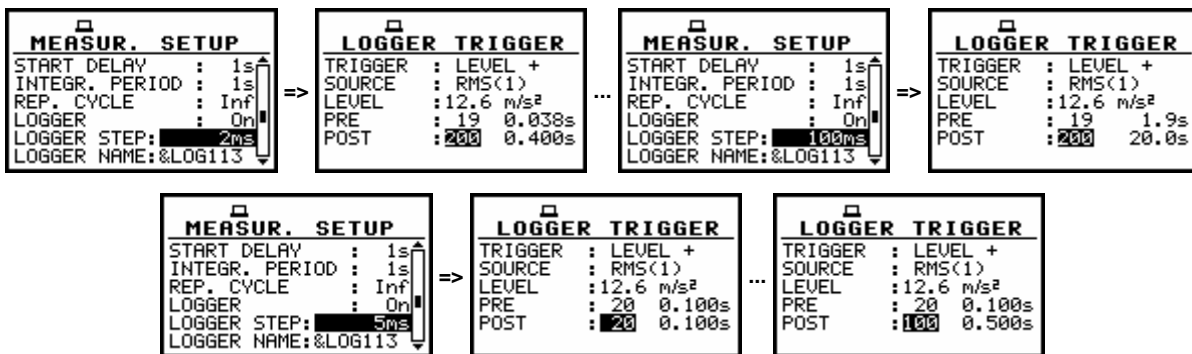 MEASUR. SETUP
START DELAY : 1s
INTEGR. PERIOD : 1s
REP. CYCLE : Inf
LOGGER : On
LOGGER STEP: 2ms
LOGGER NAME:&LOG113
=>
LOGGER TRIGGER
TRIGGER : LEVEL +
SOURCE : RMS(1)
LEVEL :12.6 m/s²
PRE : 19 0.038s
POST :200 0.400s
...
MEASUR. SETUP
START DELAY : 1s
INTEGR. PERIOD : 1s
REP. CYCLE : Inf
LOGGER : On
LOGGER STEP: 100ms
LOGGER NAME:&LOG113
=>
LOGGER TRIGGER
TRIGGER : LEVEL +
SOURCE : RMS(1)
LEVEL :12.6 m/s²
PRE : 19 1.9s
POST :200 20.0s
MEASUR. SETUP
START DELAY : 1s
INTEGR. PERIOD : 1s
REP. CYCLE : Inf
LOGGER : On
LOGGER STEP: 5ms
LOGGER NAME:&LOG113
=>
LOGGER TRIGGER
TRIGGER : LEVEL +
SOURCE : RMS(1)
LEVEL :12.6 m/s²
PRE : 20 0.100s
POST : 20 0.100s
...
LOGGER TRIGGER
TRIGGER : LEVEL +
SOURCE : RMS(1)
LEVEL :12.6 m/s²
PRE : 20 0.100s
POST :100 0.500s